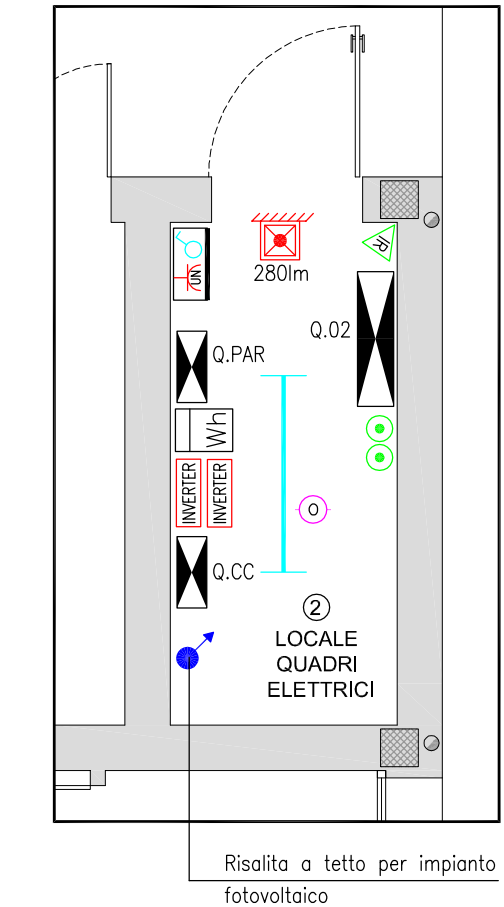 280lm
IR
UN
Q.02
Q.PAR
Wh
INVERTER
INVERTER
O
Q.CC
2
LOCALE
QUADRI
ELETTRICI
Risalita a tetto per impianto
fotovoltaico